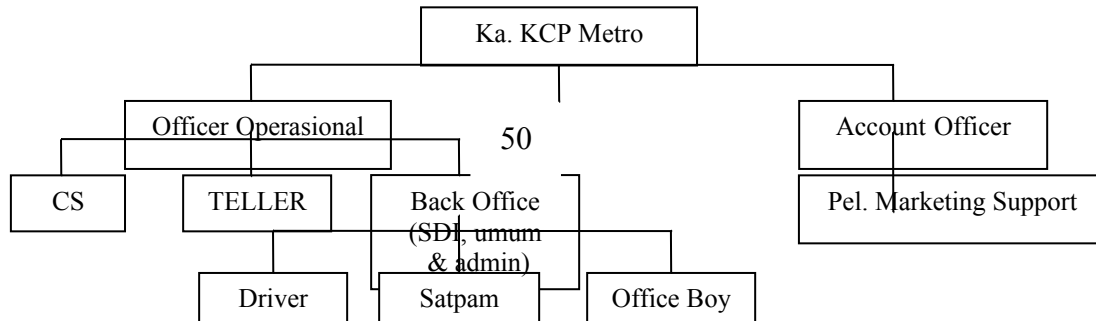 Ka. KCP Metro
Officer Operasional
50
Account Officer
CS
TELLER
Back Office
(SDI, umum
& admin)
Pel. Marketing Support
Driver
Satpam
Office Boy